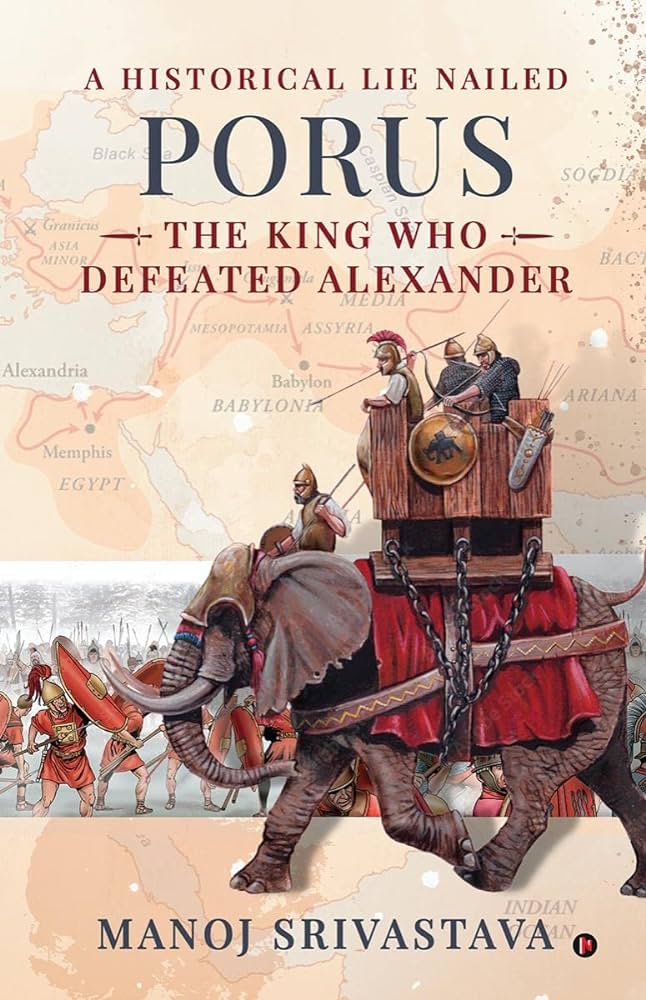 A HISTORICAL LIE NAILED
PORUS
THE KING WHO
DEFEATED ALEXANDER
Black Sea
Caspian Sea
SOGDIA
Granicus
ASIA
MINOR
BACT
MEDIA
MESOPOTAMIA
ASSYRIA
Alexandria
Babylon
BABYLONIA
ARIANA
Memphis
EGYPT
INDIAN
OCEAN
MANOJ SRIVASTAVA